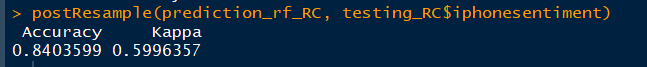 > postResample(prediction_rf_RC, testing_RC$iphonesentiment)
Accuracy Kappa
0.8403599 0.5996357